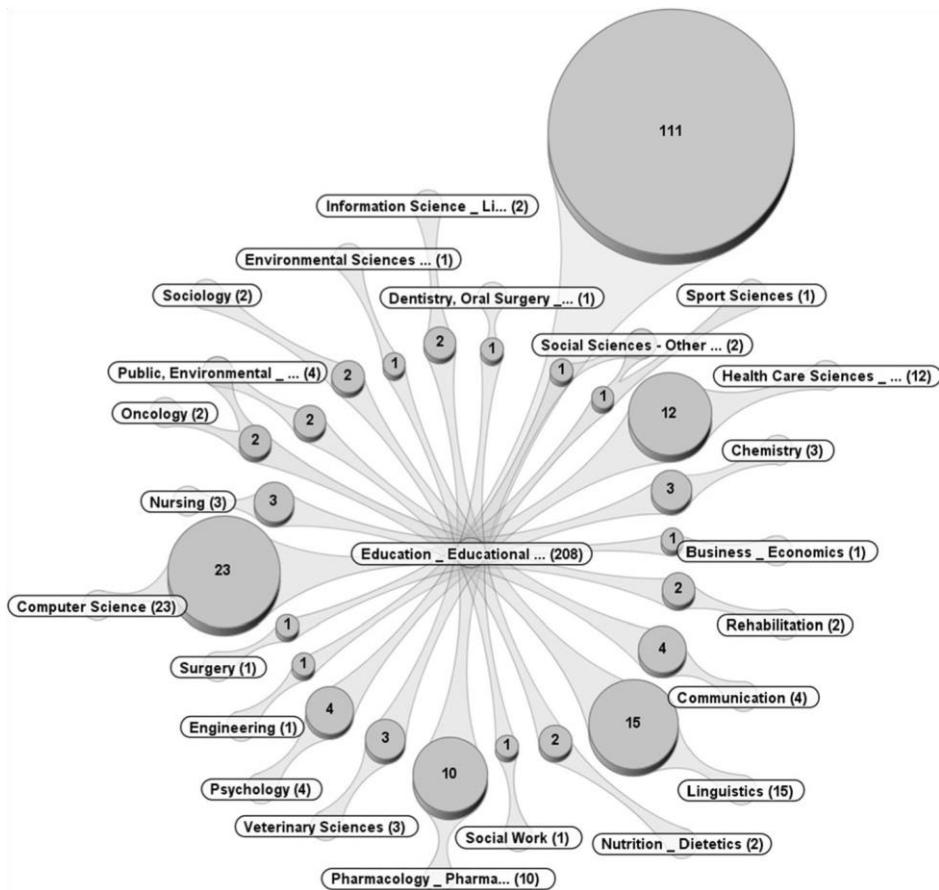 111
Information Science _ Li... (2)
Environmental Sciences ... (1)
Sociology (2)
Dentistry, Oral Surgery _... (1)
Sport Sciences (1)
2
1
2
1
Social Sciences - Other ... (2)
1
1
Public, Environmental _ ... (4)
2
Health Care Sciences _ ... (12)
12
Oncology (2)
2
Chemistry (3)
3
Nursing (3)
3
Education _ Educational ... (208)
1
Business _ Economics (1)
23
2
Computer Science (23)
Rehabilitation (2)
1
Surgery (1)
4
1
Communication (4)
Engineering (1)
4
15
3
1
2
10
Psychology (4)
Linguistics (15)
Veterinary Sciences (3)
Social Work (1)
Nutrition _ Dietetics (2)
Pharmacology _ Pharma... (10)